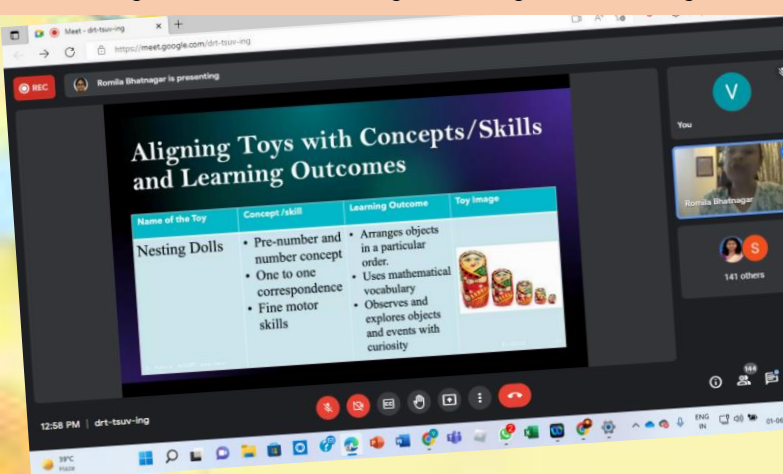 Meet - drt-tsuv-ing
https://meet.google.com/drt-tsuv-ing
REC
Romila Bhatnagar is presenting
Aligning Toys with Concepts/Skills
and Learning Outcomes
Name of the Toy
Concept /skill
Learning Outcome
Toy Image
Nesting Dolls
• Pre-number and
number concept
• One to one
correspondence
• Fine motor
skills
• Arranges objects
in a particular
order.
• Uses mathematical
vocabulary
• Observes and
explores objects
and events with
curiosity
V
You
Romila Bhatnagar
S
141 others
144
12:58 PM | drt-tsuv-ing
39°C
Haze
ENG
IN